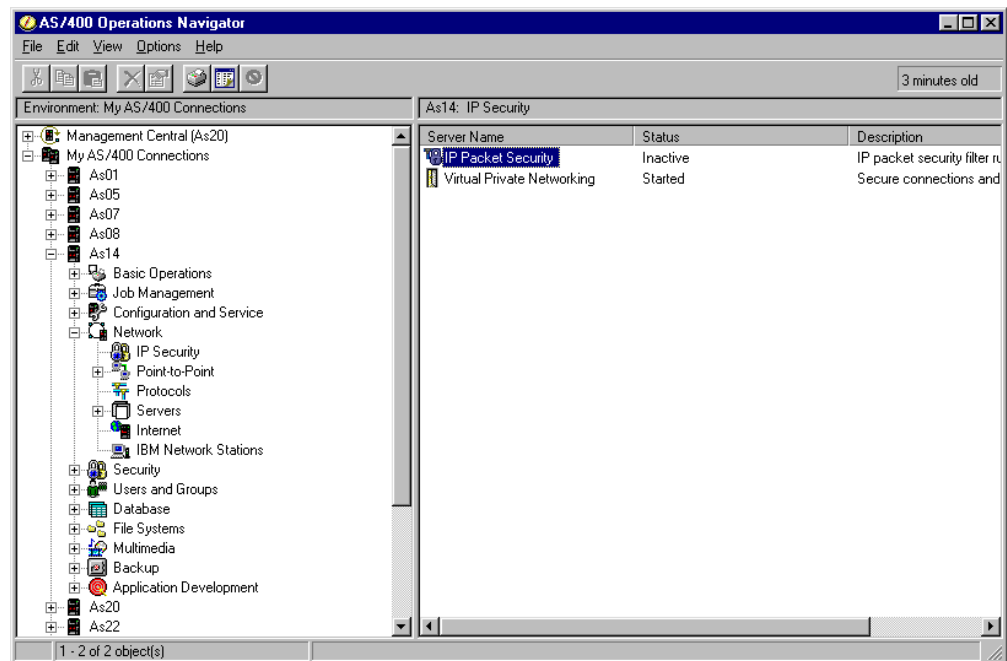 AS/400 Operations Navigator
File Edit View Options Help
3 minutes old
Environment: My AS/400 Connections
As14: IP Security
Management Central (As20)
My AS/400 Connections
As01
As05
As07
As08
As14
Basic Operations
Job Management
Configuration and Service
Network
IP Security
Point-to-Point
Protocols
Servers
Internet
IBM Network Stations
Security
Users and Groups
Database
File Systems
Multimedia
Backup
Application Development
As20
As22
Server Name Status Description
IP Packet Security Inactive IP packet security filter
Virtual Private Networking Started Secure connections and
1 - 2 of 2 object(s)